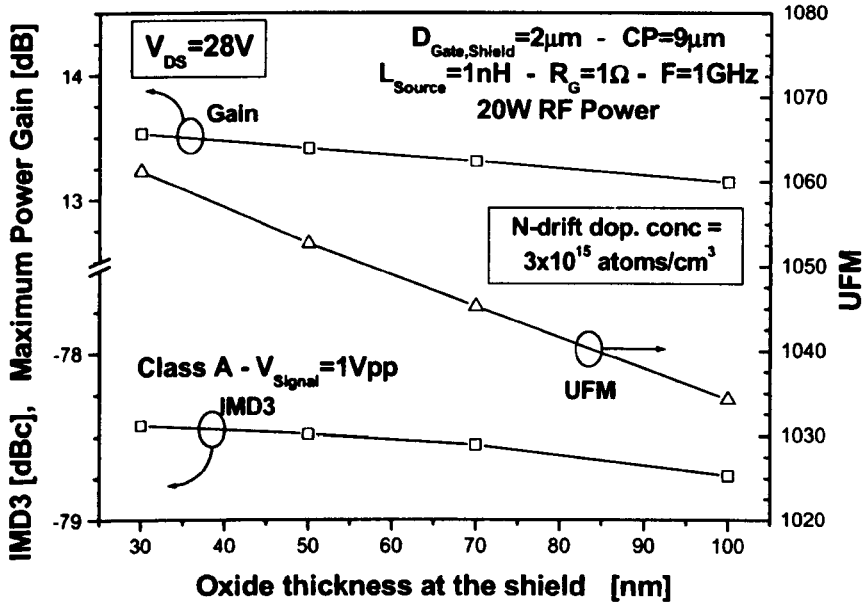 V_DS=28V
D_Gate,Shield=2μm - CP=9μm
L_Source=1nH - R_G=1Ω - F=1GHz
20W RF Power
Gain
N-drift dop. conc =
3x10^15 atoms/cm^3
Class A - V_Signal=1Vpp
IMD3
UFM
IMD3 [dBc], Maximum Power Gain [dB]
14
13
-78
-79
UFM
1080
1070
1060
1050
1040
1030
1020
30 40 50 60 70 80 90 100
Oxide thickness at the shield [nm]